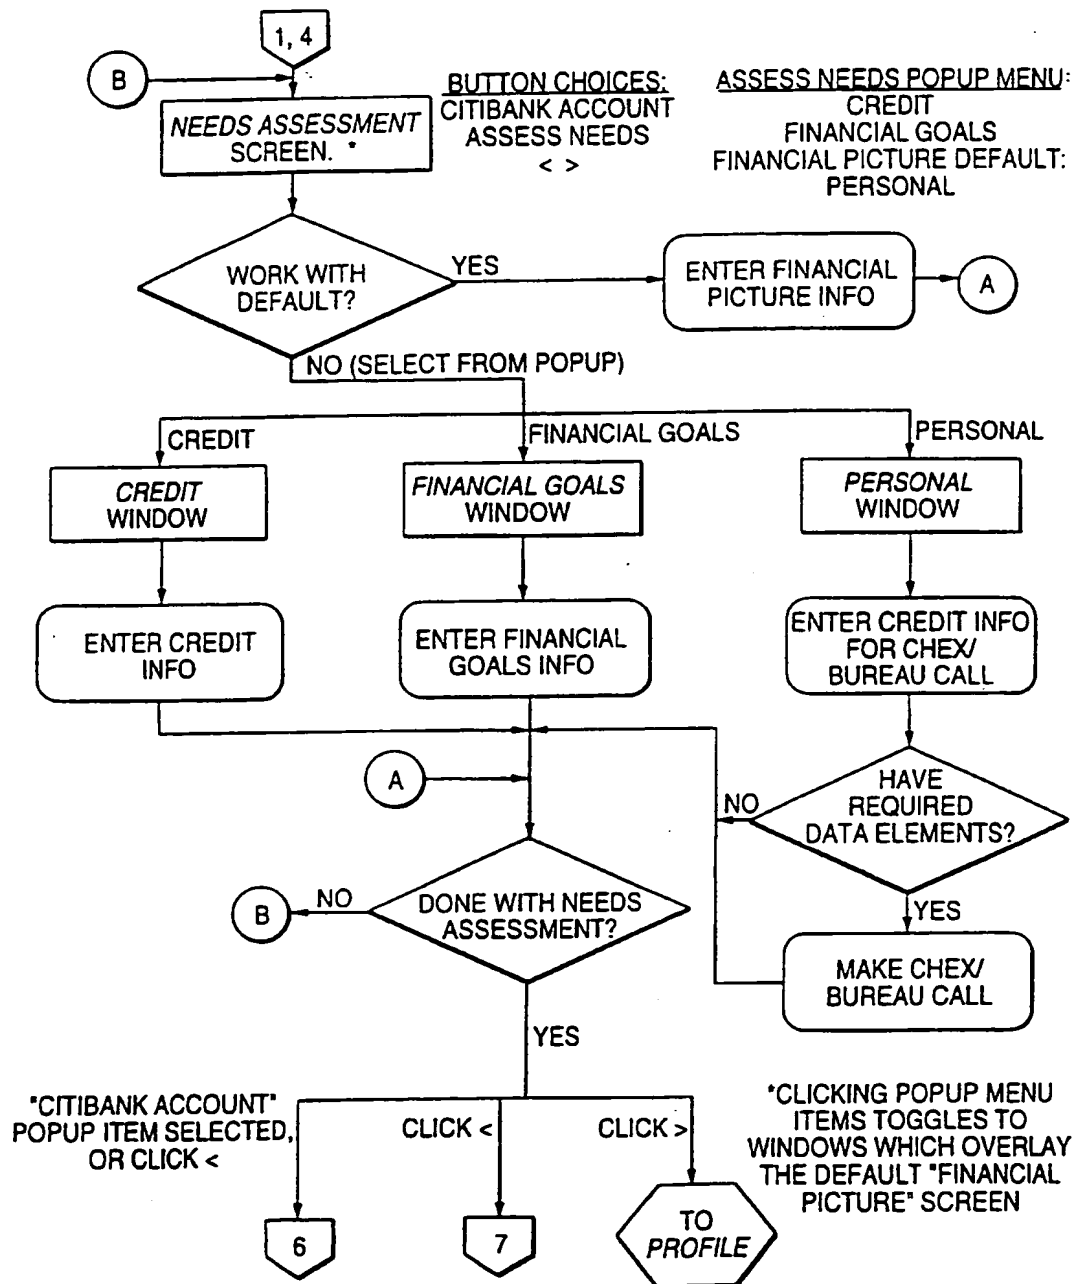 1, 4
B
BUTTON CHOICES:
CITIBANK ACCOUNT
ASSESS NEEDS
< >
ASSESS NEEDS POPUP MENU:
CREDIT
FINANCIAL GOALS
FINANCIAL PICTURE DEFAULT:
PERSONAL
NEEDS ASSESSMENT
SCREEN. *
WORK WITH
DEFAULT?
YES
ENTER FINANCIAL
PICTURE INFO
A
NO (SELECT FROM POPUP)
CREDIT
FINANCIAL GOALS
PERSONAL
CREDIT
WINDOW
FINANCIAL GOALS
WINDOW
PERSONAL
WINDOW
ENTER CREDIT
INFO
ENTER FINANCIAL
GOALS INFO
ENTER CREDIT INFO
FOR CHEX/
BUREAU CALL
A
HAVE
REQUIRED
DATA ELEMENTS?
NO
YES
B
NO
DONE WITH NEEDS
ASSESSMENT?
MAKE CHEX/
BUREAU CALL
YES
"CITIBANK ACCOUNT"
POPUP ITEM SELECTED,
OR CLICK <
CLICK <
CLICK >
*CLICKING POPUP MENU
ITEMS TOGGLES TO
WINDOWS WHICH OVERLAY
THE DEFAULT "FINANCIAL
PICTURE" SCREEN
6
7
TO
PROFILE